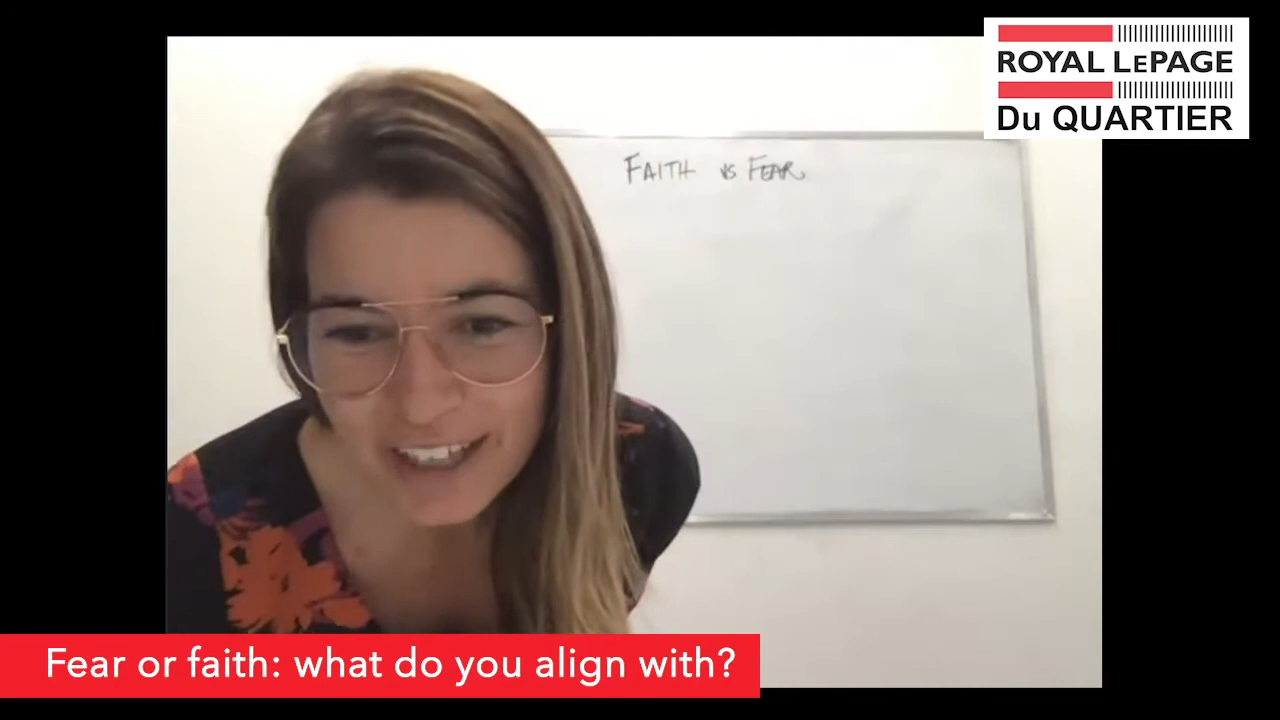 ROYAL LEPAGE
Du QUARTIER
FAITH VS FEAR
Fear or faith: what do you align with?